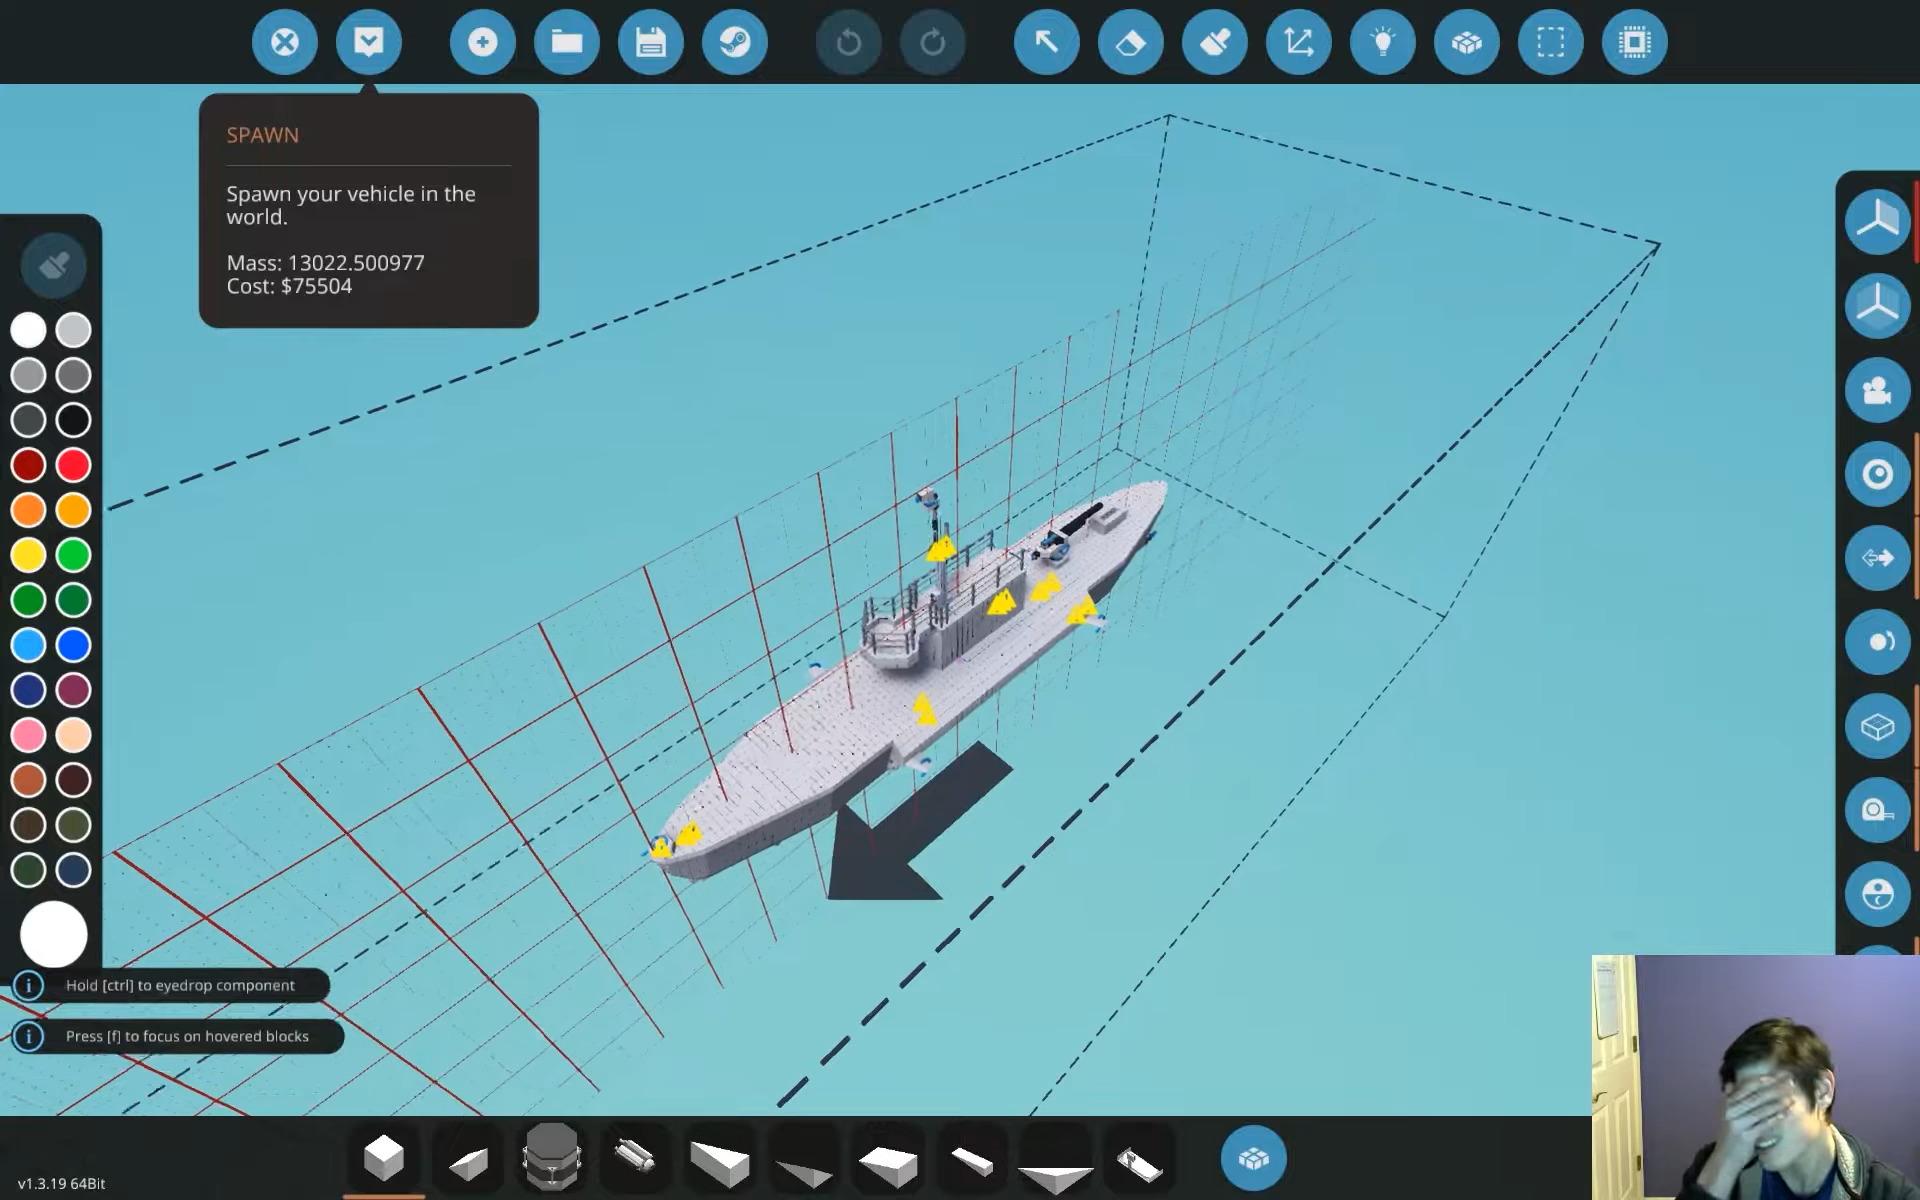 SPAWN
Spawn your vehicle in the
world.
Mass: 13022.500977
Cost: $75504
Hold [ctrl] to eyedrop component
Press [f] to focus on hovered blocks
v1.3.19 64Bit